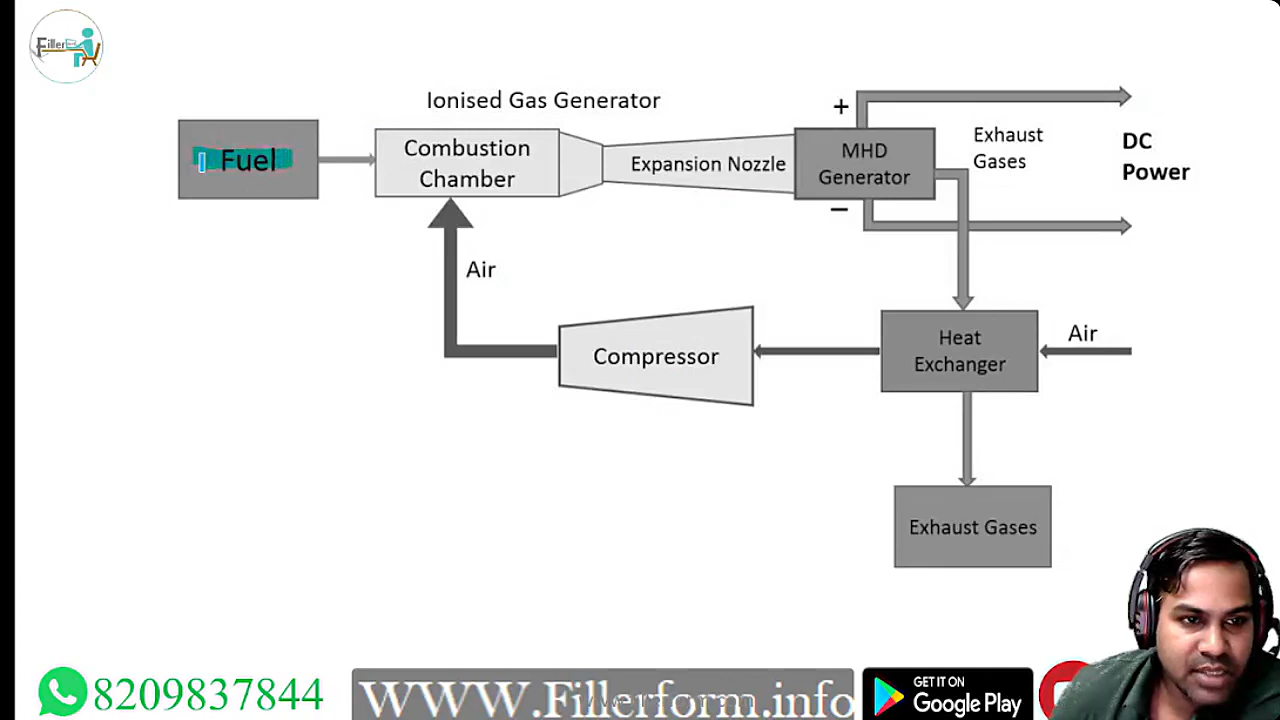 Filler
Ionised Gas Generator
Fuel
Combustion
Chamber
Expansion Nozzle
+
MHD
Generator
−
Exhaust
Gases
DC
Power
Air
Compressor
Heat
Exchanger
Air
Exhaust Gases
8209837844
WWW.Fillerform.info
GET IT ON
Google Play